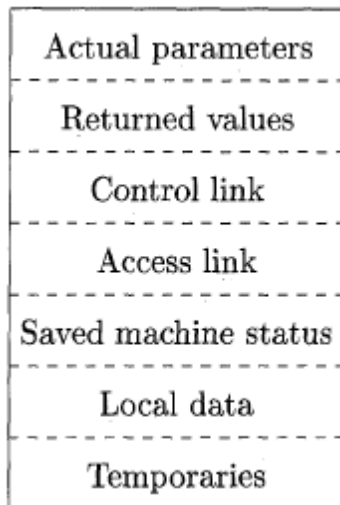 Actual parameters
Returned values
Control link
Access link
Saved machine status
Local data
Temporaries